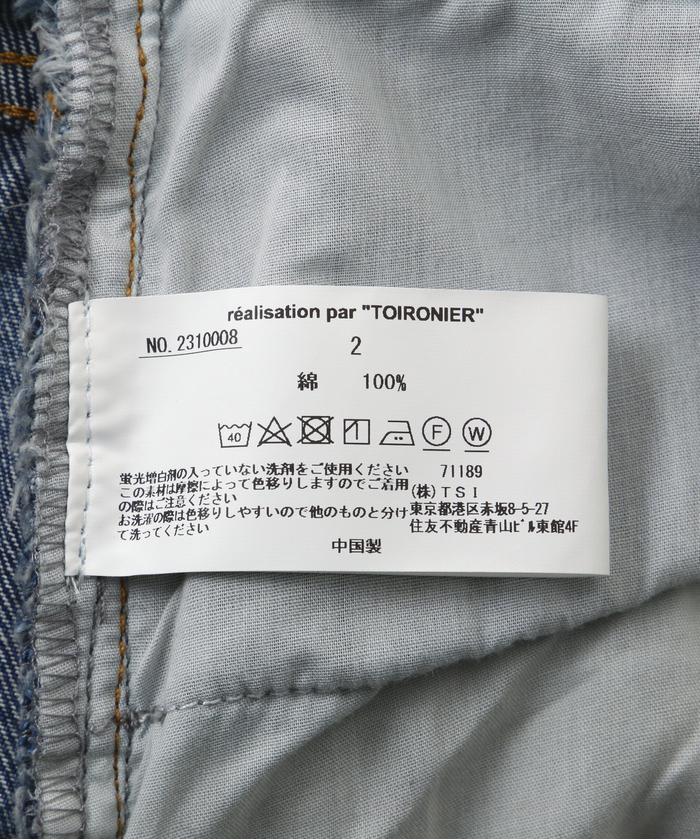 réalisation par "TOIRONIER"
NO. 2310008
2
綿 100%
40
F
W
蛍光増白剤の入っていない洗剤をご使用ください
この素材は摩擦によって色移りしますのでご着用
の際はご注意ください
お洗濯の際は色移りしやすいので他のものと分け
て洗ってください
71189
(株)TSI
東京都港区赤坂8-5-27
住友不動産青山ﾋﾞﾙ東館4F
中国製